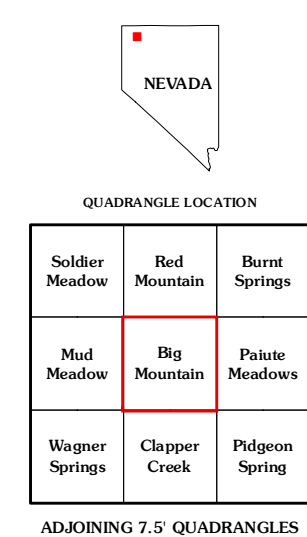 NEVADA
QUADRANGLE LOCATION
Soldier
Meadow
Red
Mountain
Burnt
Springs
Mud
Meadow
Big
Mountain
Paiute
Meadows
Wagner
Springs
Clapper
Creek
Pidgeon
Spring
ADJOINING 7.5' QUADRANGLES